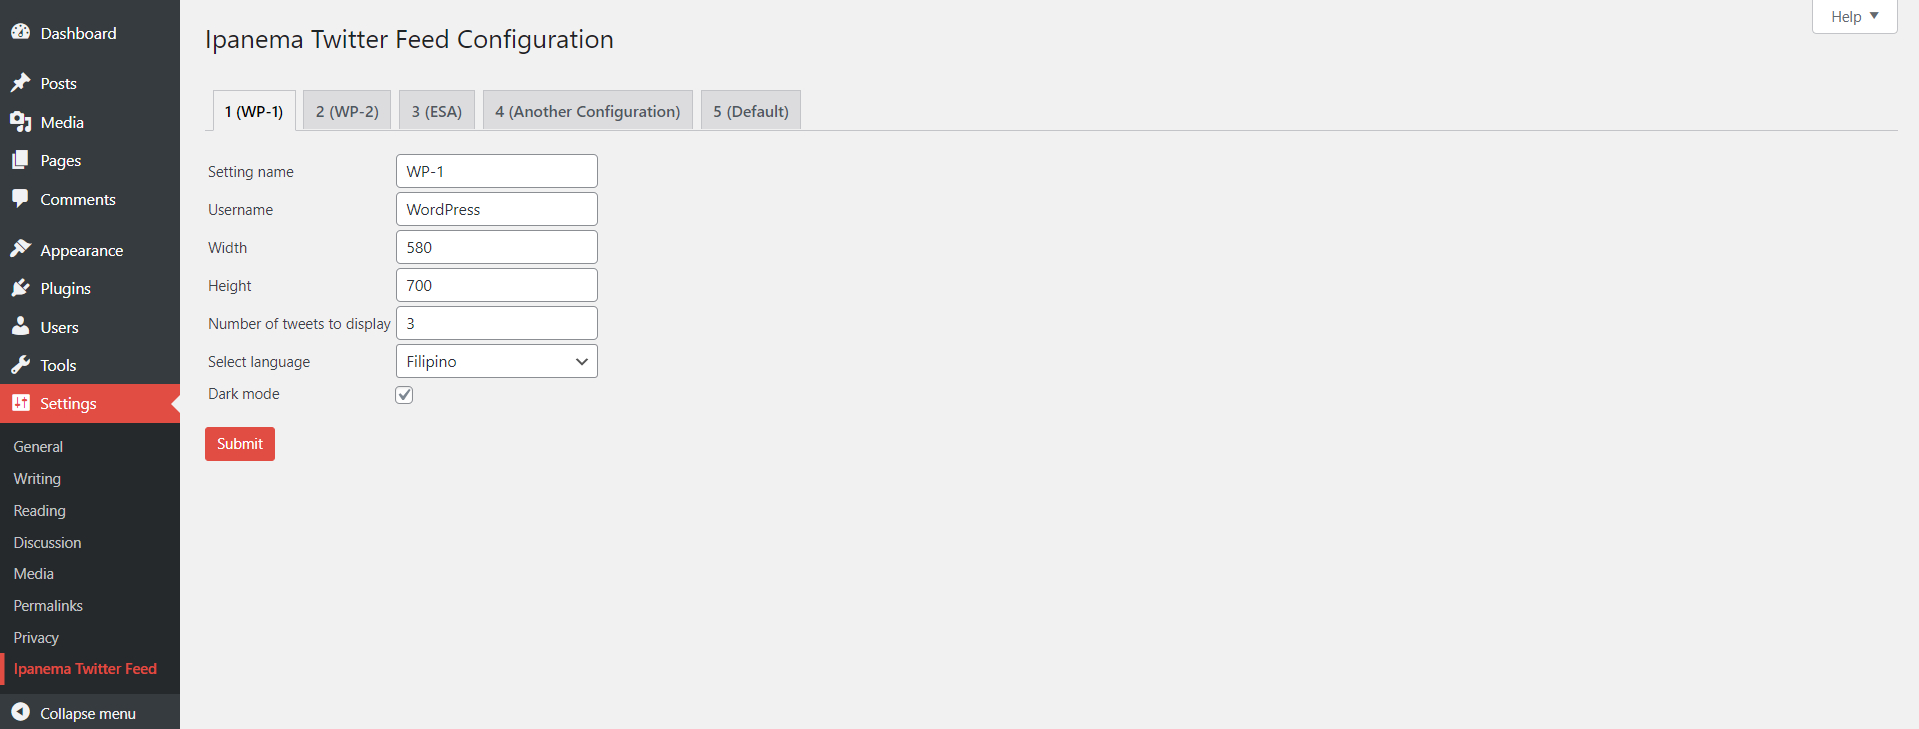 Dashboard
Posts
Media
Pages
Comments
Appearance
Plugins
Users
Tools
Settings
General
Writing
Reading
Discussion
Media
Permalinks
Privacy
Ipanema Twitter Feed
Collapse menu
Help
Ipanema Twitter Feed Configuration
1 (WP-1) 2 (WP-2) 3 (ESA) 4 (Another Configuration) 5 (Default)
Setting name WP-1
Username WordPress
Width 580
Height 700
Number of tweets to display 3
Select language Filipino
Dark mode
Submit